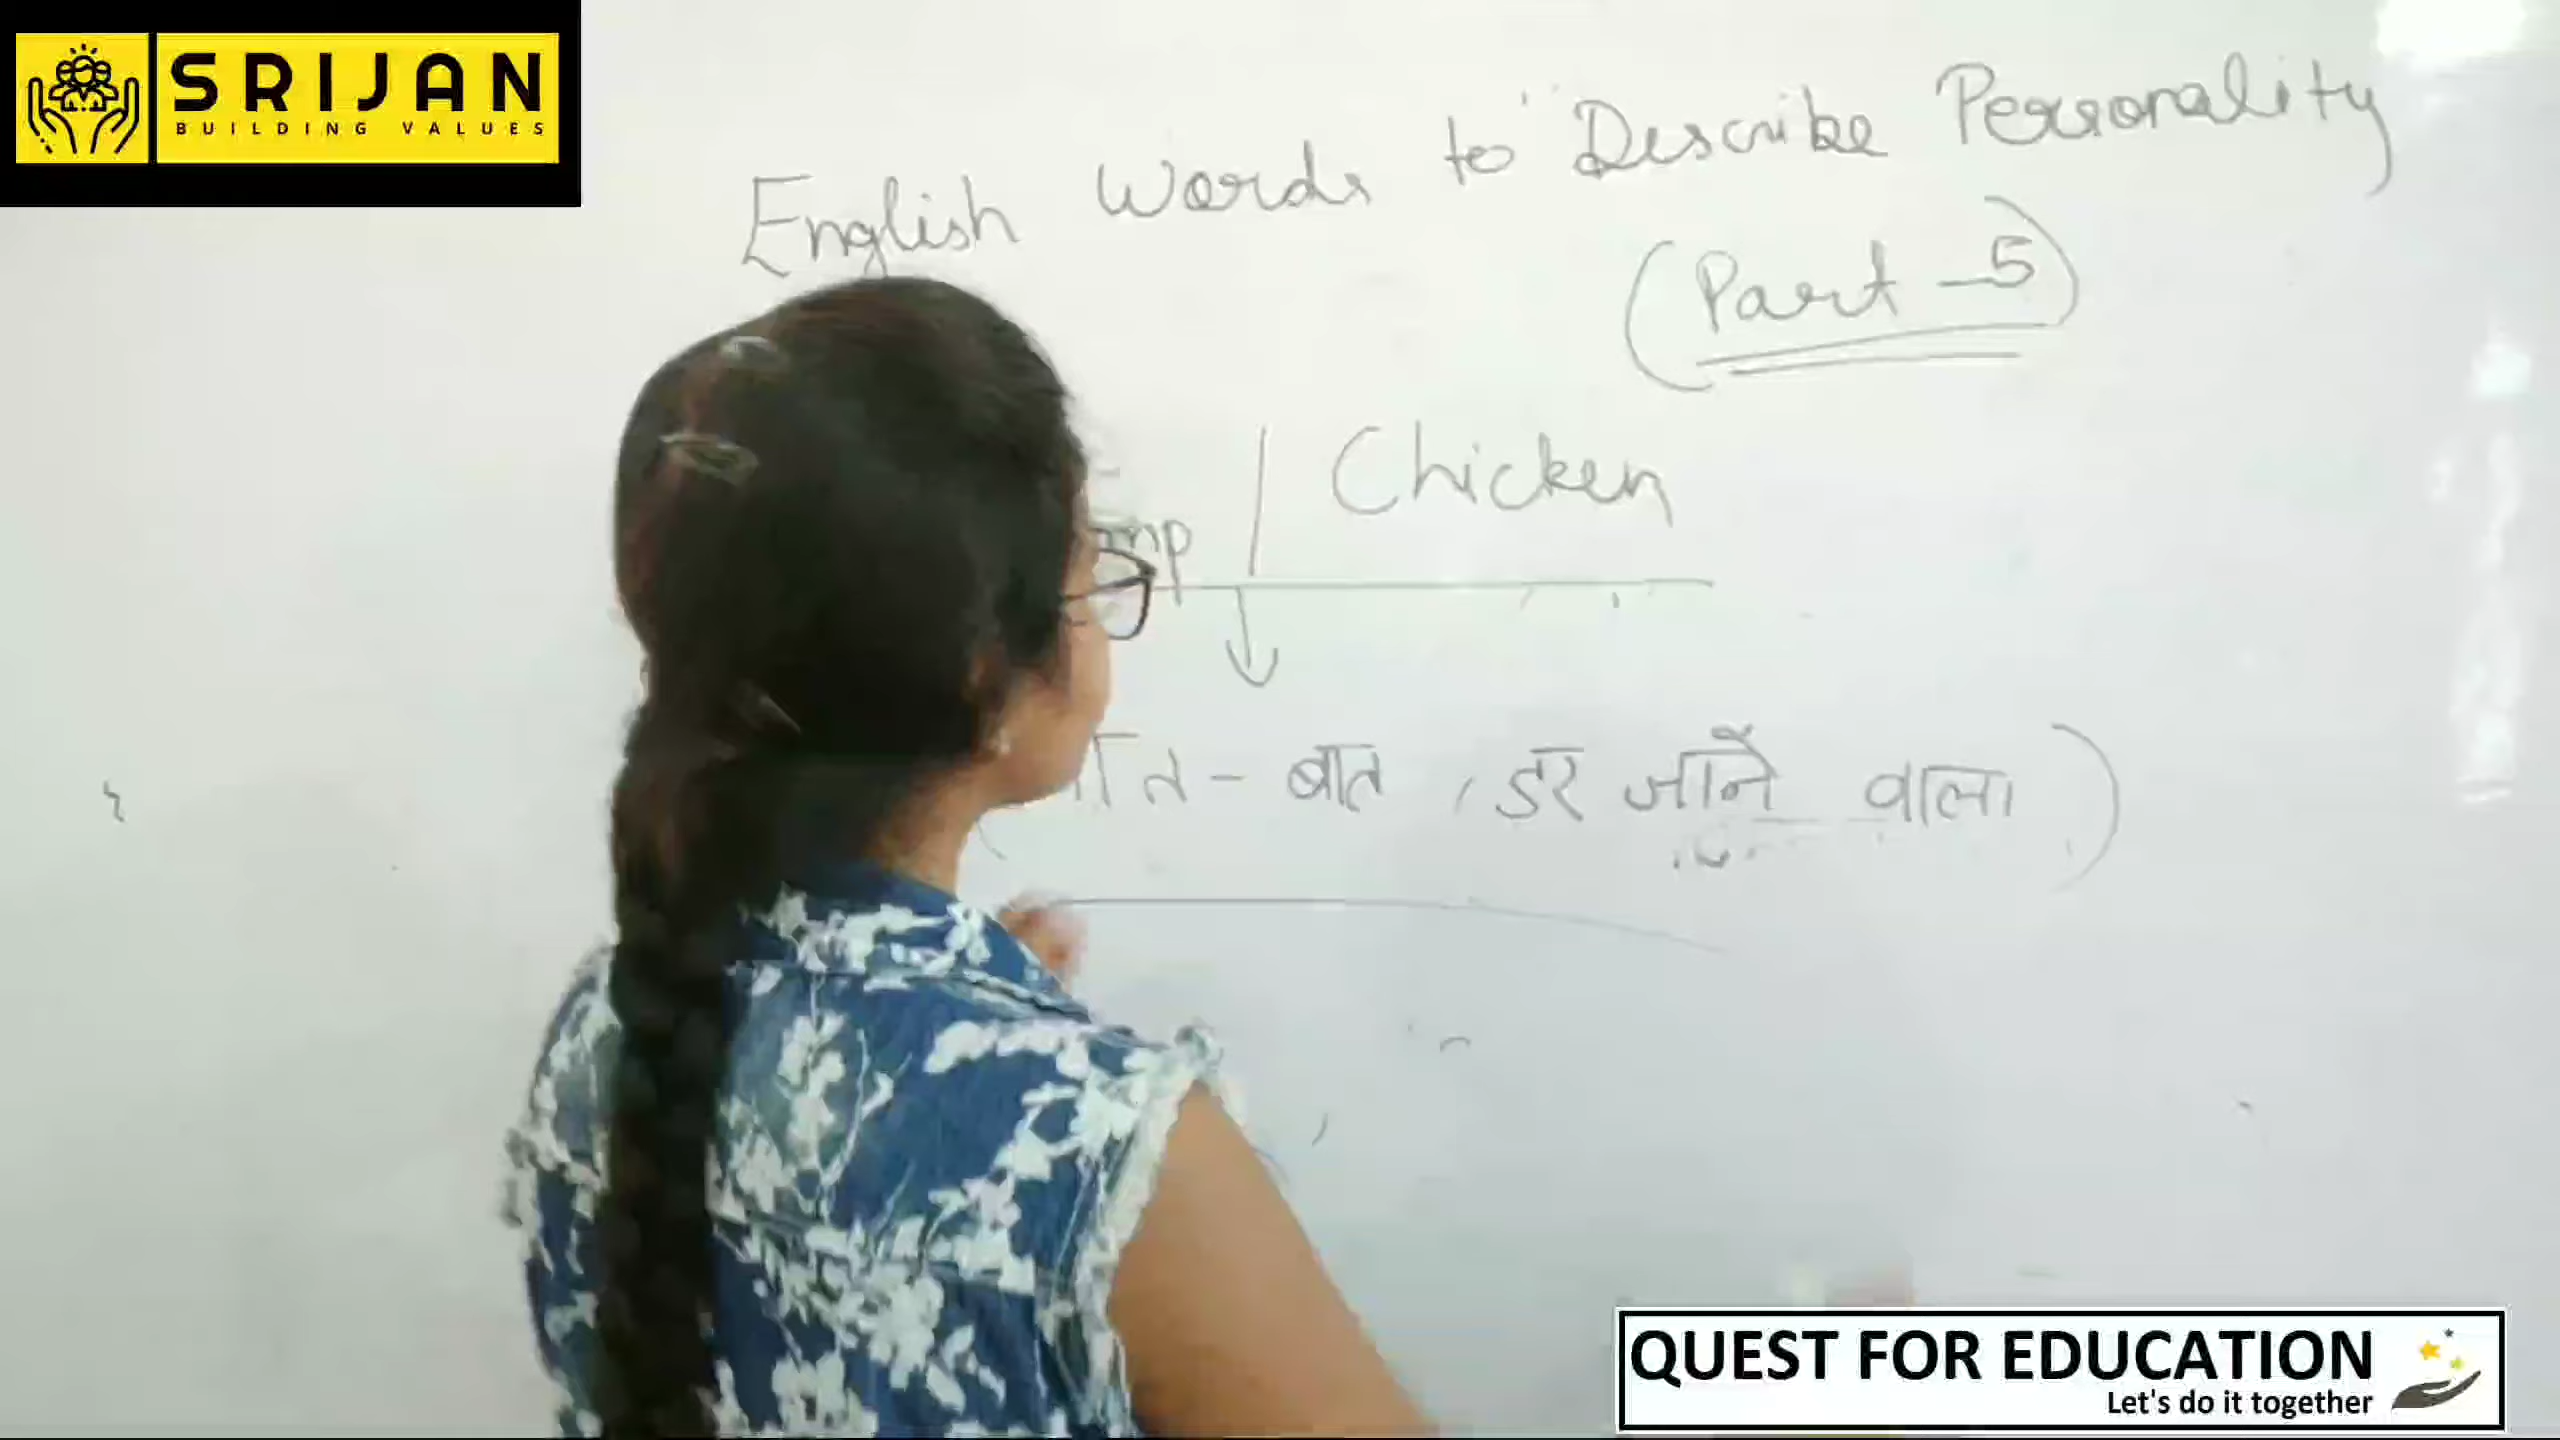 SRIJAN
BUILDING VALUES
English Words to Describe Personality
(Part-5)
Chicken
बात, डर जाने वाला)
QUEST FOR EDUCATION
Let's do it together